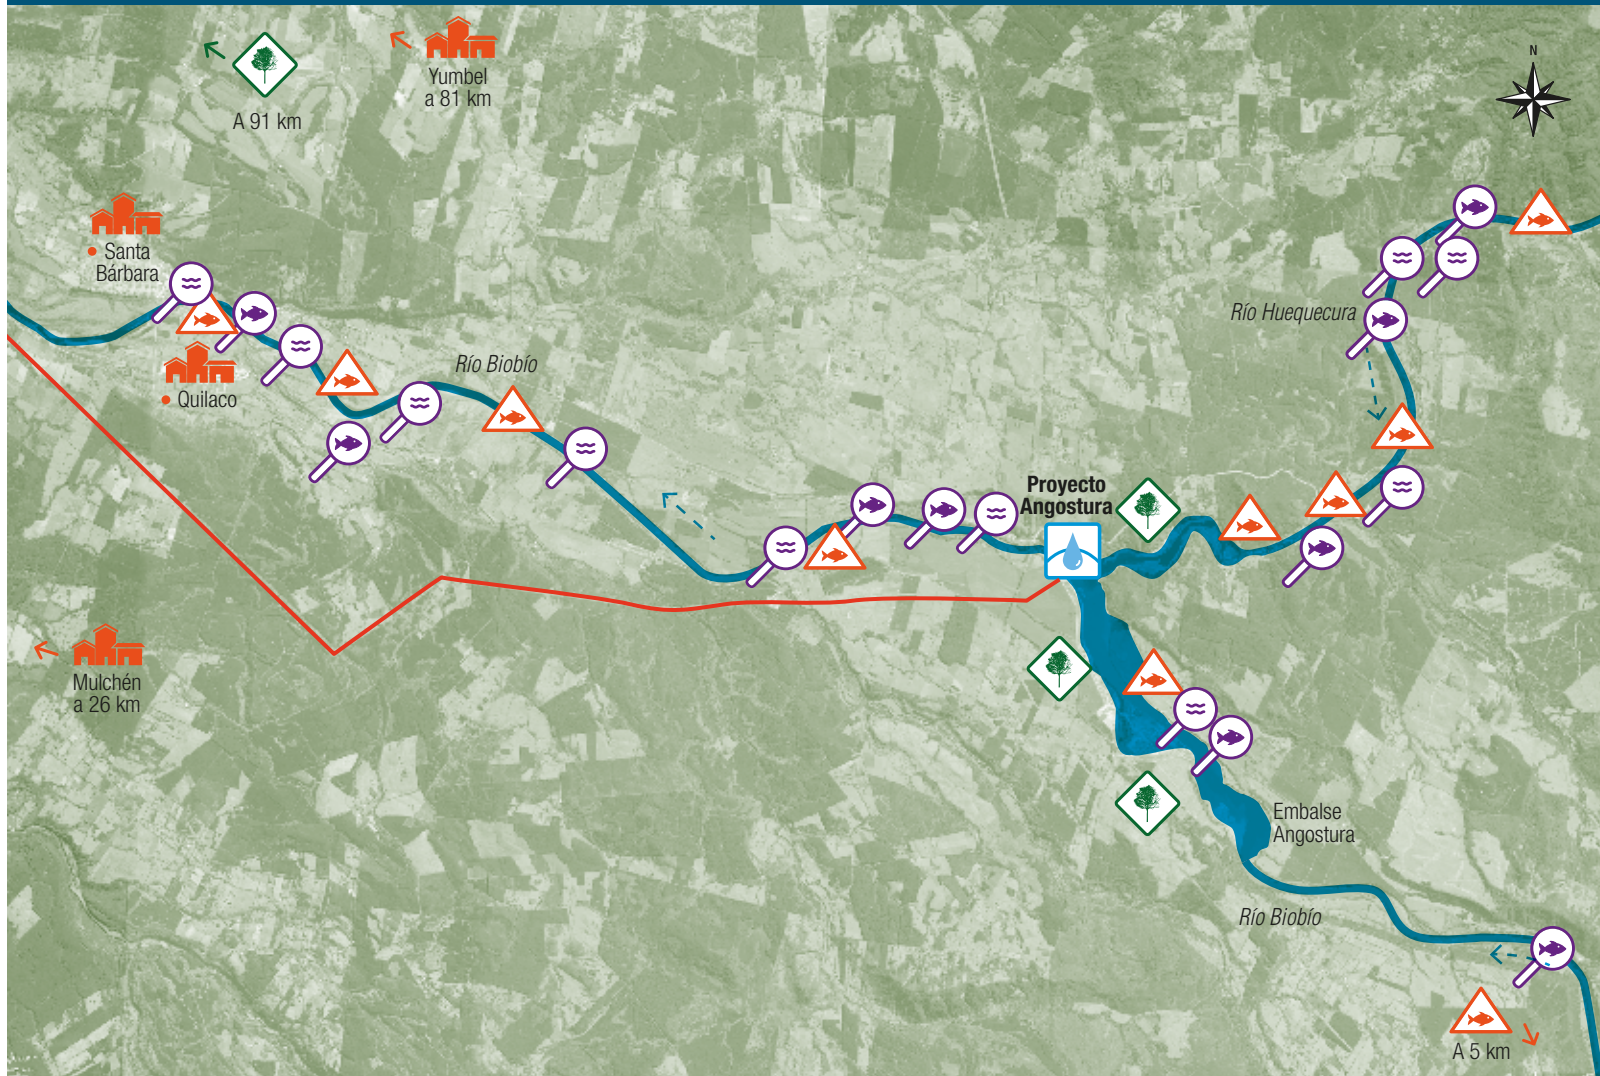 N
A 91 km
Yumbel
a 81 km
Santa
Bárbara
Río Huequecura
Río Biobío
Quilaco
Proyecto
Angostura
Mulchén
a 26 km
Embalse
Angostura
Río Biobío
A 5 km